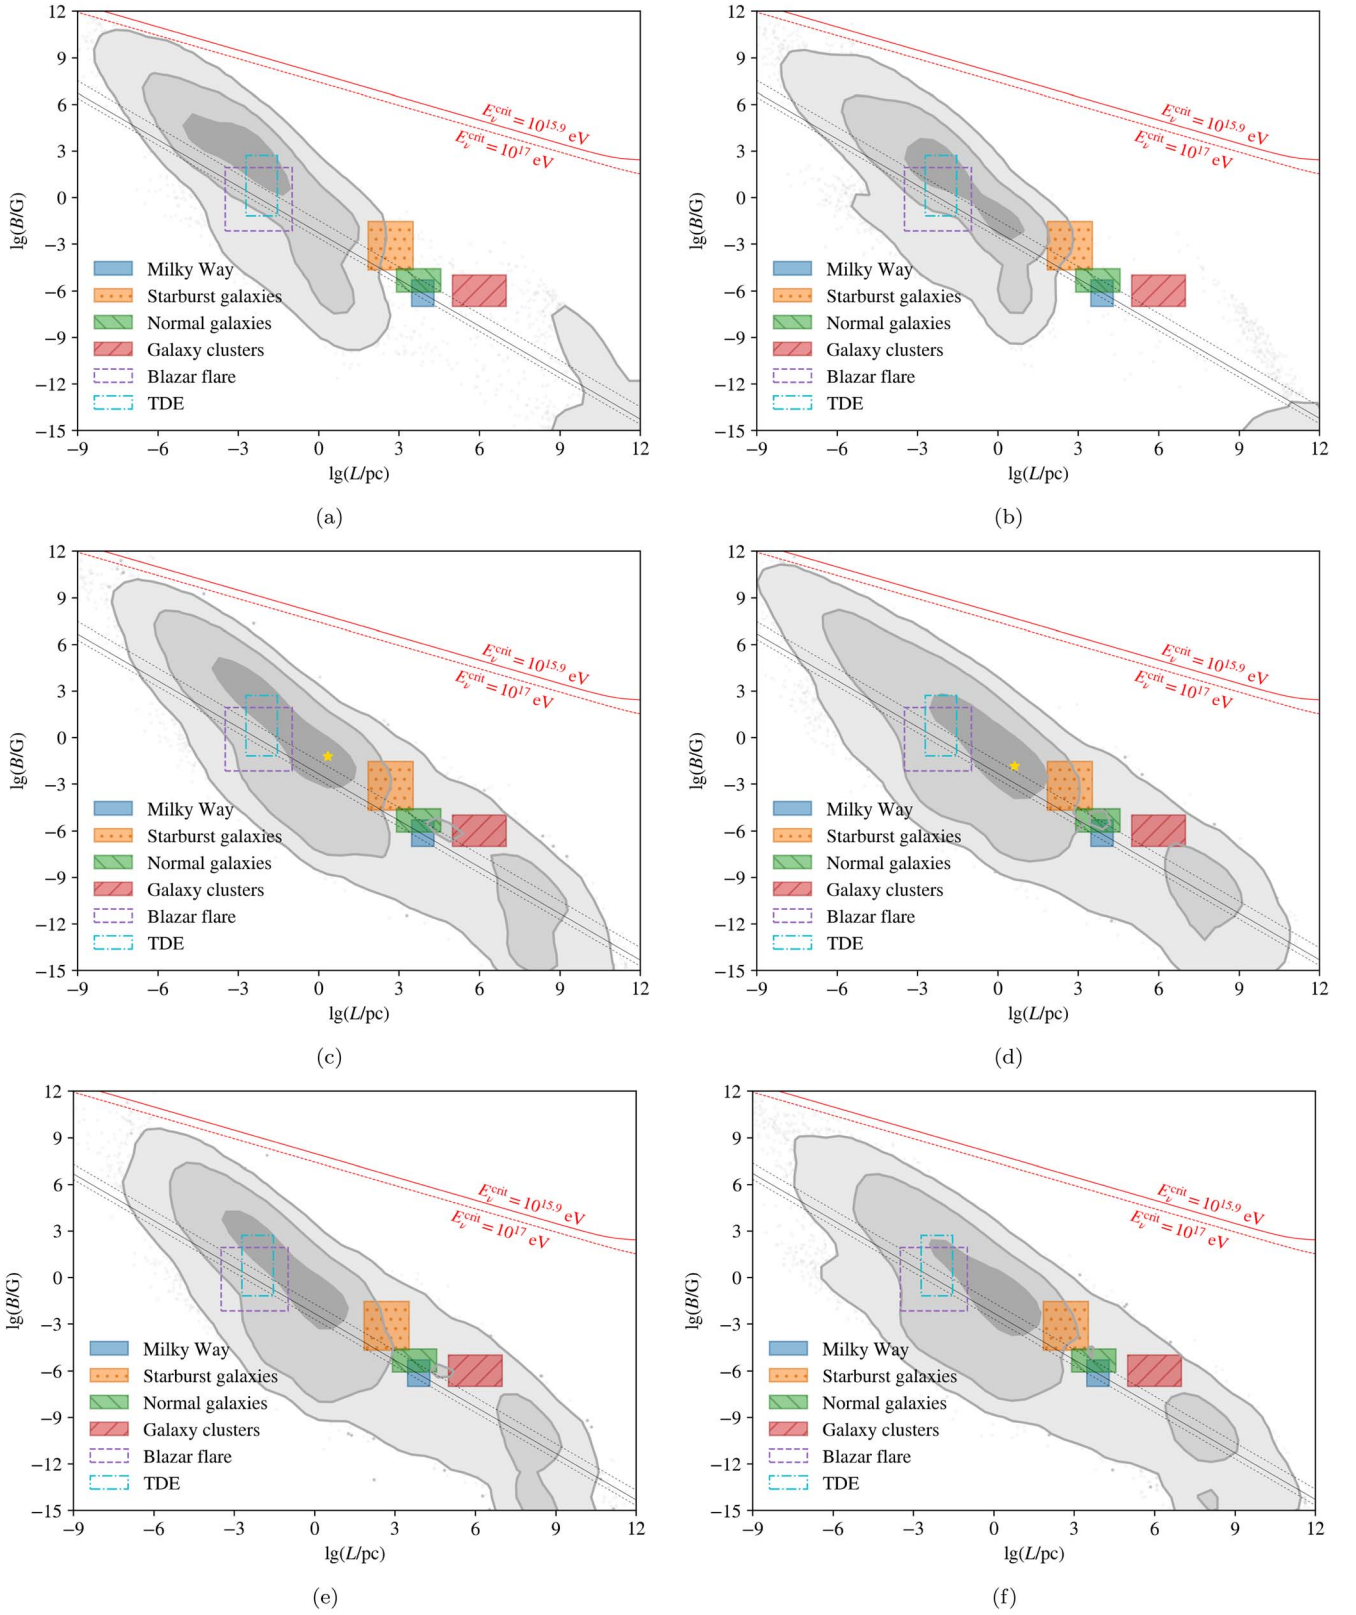 12
9
6
3
0
−3
−6
−9
−12
−15
lg(B/G)
E_ν^crit = 10^15.9 eV
E_ν^crit = 10^17 eV
Milky Way
Starburst galaxies
Normal galaxies
Galaxy clusters
Blazar flare
TDE
−9 −6 −3 0 3 6 9 12
lg(L/pc)
(a)
12
9
6
3
0
−3
−6
−9
−12
−15
lg(B/G)
E_ν^crit = 10^15.9 eV
E_ν^crit = 10^17 eV
Milky Way
Starburst galaxies
Normal galaxies
Galaxy clusters
Blazar flare
TDE
−9 −6 −3 0 3 6 9 12
lg(L/pc)
(b)
12
9
6
3
0
−3
−6
−9
−12
−15
lg(B/G)
E_ν^crit = 10^15.9 eV
E_ν^crit = 10^17 eV
Milky Way
Starburst galaxies
Normal galaxies
Galaxy clusters
Blazar flare
TDE
−9 −6 −3 0 3 6 9 12
lg(L/pc)
(c)
12
9
6
3
0
−3
−6
−9
−12
−15
lg(B/G)
E_ν^crit = 10^15.9 eV
E_ν^crit = 10^17 eV
Milky Way
Starburst galaxies
Normal galaxies
Galaxy clusters
Blazar flare
TDE
−9 −6 −3 0 3 6 9 12
lg(L/pc)
(d)
12
9
6
3
0
−3
−6
−9
−12
−15
lg(B/G)
E_ν^crit = 10^15.9 eV
E_ν^crit = 10^17 eV
Milky Way
Starburst galaxies
Normal galaxies
Galaxy clusters
Blazar flare
TDE
−9 −6 −3 0 3 6 9 12
lg(L/pc)
(e)
12
9
6
3
0
−3
−6
−9
−12
−15
lg(B/G)
E_ν^crit = 10^15.9 eV
E_ν^crit = 10^17 eV
Milky Way
Starburst galaxies
Normal galaxies
Galaxy clusters
Blazar flare
TDE
−9 −6 −3 0 3 6 9 12
lg(L/pc)
(f)